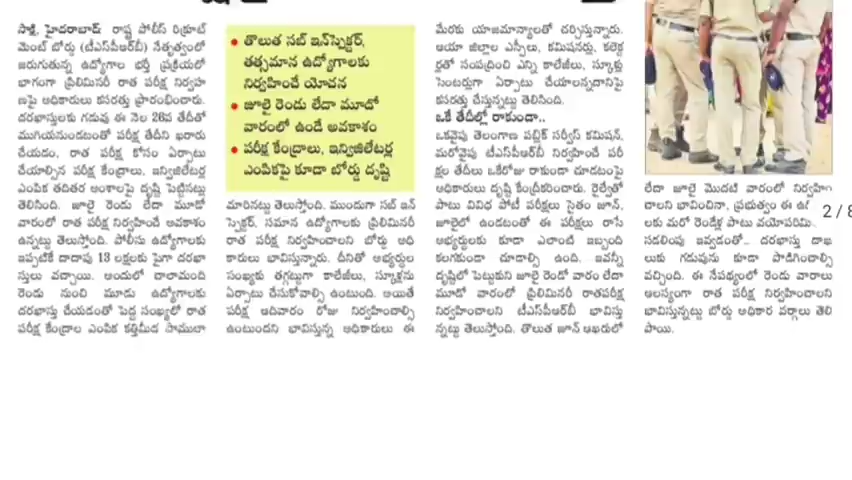 సాక్షి, హైదరాబాద్: రాష్ట్ర పోలీస్ రిక్రూట్
మెంట్ బోర్డు (టీఎస్‌పీఆర్‌బీ) నేతృత్వంలో
జరుగుతున్న ఉద్యోగాల భర్తీ ప్రక్రియలో
భాగంగా ప్రిలిమినరీ రాత పరీక్ష నిర్వహ
ణపై అధికారులు కసరత్తు ప్రారంభించారు.
దరఖాస్తులకు గడువు ఈ నెల 26వ తేదీతో
ముగియనుండటంతో పరీక్ష తేదీని ఖరారు
చేయడం, రాత పరీక్ష కోసం ఏర్పాటు
చేయాల్సిన పరీక్ష కేంద్రాలు, ఇన్విజిలేటర్ల
ఎంపిక తదితర అంశాలపై దృష్టి పెట్టినట్టు
తెలిసింది. జూలై రెండు లేదా మూడో
వారంలో రాత పరీక్ష నిర్వహించే అవకాశం
ఉన్నట్టు తెలుస్తోంది. పోలీసు ఉద్యోగాలకు
ఇప్పటికే దాదాపు 13 లక్షలకు పైగా దరఖా
స్తులు వచ్చాయి. అందులో చాలామంది
రెండు నుంచి మూడు ఉద్యోగాలకు
దరఖాస్తు చేయడంతో పెద్ద సంఖ్యలో రాత
పరీక్ష కేంద్రాల ఎంపిక కత్తిమీద సాములా
• తొలుత సబ్ ఇన్‌స్పెక్టర్,
తత్సమాన ఉద్యోగాలకు
నిర్వహించే యోచన
• జూలై రెండు లేదా మూడో
వారంలో ఉండే అవకాశం
• పరీక్ష కేంద్రాలు, ఇన్విజిలేటర్ల
ఎంపికపై కూడా బోర్డు దృష్టి
మారినట్టు తెలుస్తోంది. ముందుగా సబ్ ఇన్
స్పెక్టర్, సమాన ఉద్యోగాలకు ప్రిలిమినరీ
రాత పరీక్ష నిర్వహించాలని బోర్డు అధి
కారులు భావిస్తున్నారు. దీనితో అభ్యర్థుల
సంఖ్యకు తగ్గట్టుగా కాలేజీలు, స్కూళ్లను
ఏర్పాటు చేసుకోవాల్సి ఉంటుంది. అయితే
పరీక్ష ఆదివారం రోజు నిర్వహించాల్సి
ఉంటుందని భావిస్తున్న అధికారులు ఈ
మేరకు యాజమాన్యాలతో చర్చిస్తున్నారు.
ఆయా జిల్లాల ఎస్పీలు, కమిషనర్లు, కలెక్ట
ర్లతో సంపద్రించి ఎన్ని కాలేజీలు, స్కూళ్లు
సెంటర్లుగా ఏర్పాటు చేయాలన్నదానిపై
కసరత్తు చేస్తున్నట్టు తెలిసింది.
ఒకే తేదీల్లో రాకుండా..
ఒకవైపు తెలంగాణ పబ్లిక్ సర్వీస్ కమిషన్,
మరోవైపు టీఎస్‌పీఆర్‌బీ నిర్వహించే పరీ
క్షల తేదీలు ఒకేరోజు రాకుండా చూడటంపై
అధికారులు దృష్టి కేంద్రీకరించారు. రైల్వేతో
పాటు వివిధ పోటీ పరీక్షలు సైతం జూన్,
జూలైలో ఉండటంతో ఈ పరీక్షలు రాసే
అభ్యర్థులకు కూడా ఎలాంటి ఇబ్బంది
కలగకుండా చూడాల్సి ఉంది. ఇవన్నీ
దృష్టిలో పెట్టుకుని జూలై రెండో వారం లేదా
మూడో వారంలో ప్రిలిమినరీ రాతపరీక్ష
నిర్వహించాలని టీఎస్‌పీఆర్‌బీ భావిస్తు
న్నట్టు తెలుస్తోంది. తొలుత జూన్ ఆఖరులో
లేదా జూలై మొదటి వారంలో నిర్వహిం
చాలని భావించినా, ప్రభుత్వం ఈ
లకు మరో రెండేళ్ల పాటు వయోపరిమి
సడలింపు ఇవ్వడంతో.. దరఖాస్తు దాఖ
లుకు గడువును కూడా పొడిగించాల్సి
వచ్చింది. ఈ నేపథ్యంలో రెండు వారాలు
ఆలస్యంగా రాత పరీక్ష నిర్వహించాలని
భావిస్తున్నట్టు బోర్డు అధికార వర్గాలు తెలి
పాయి.
2/8